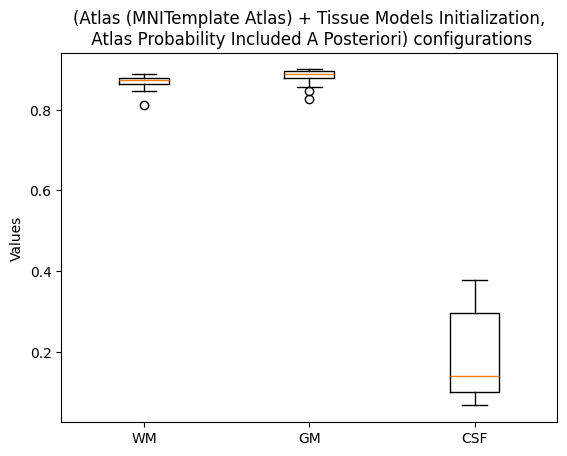 (Atlas (MNITemplate Atlas) + Tissue Models Initialization,
Atlas Probability Included A Posteriori) configurations
0.8
0.6
0.4
0.2
Values
WM GM CSF